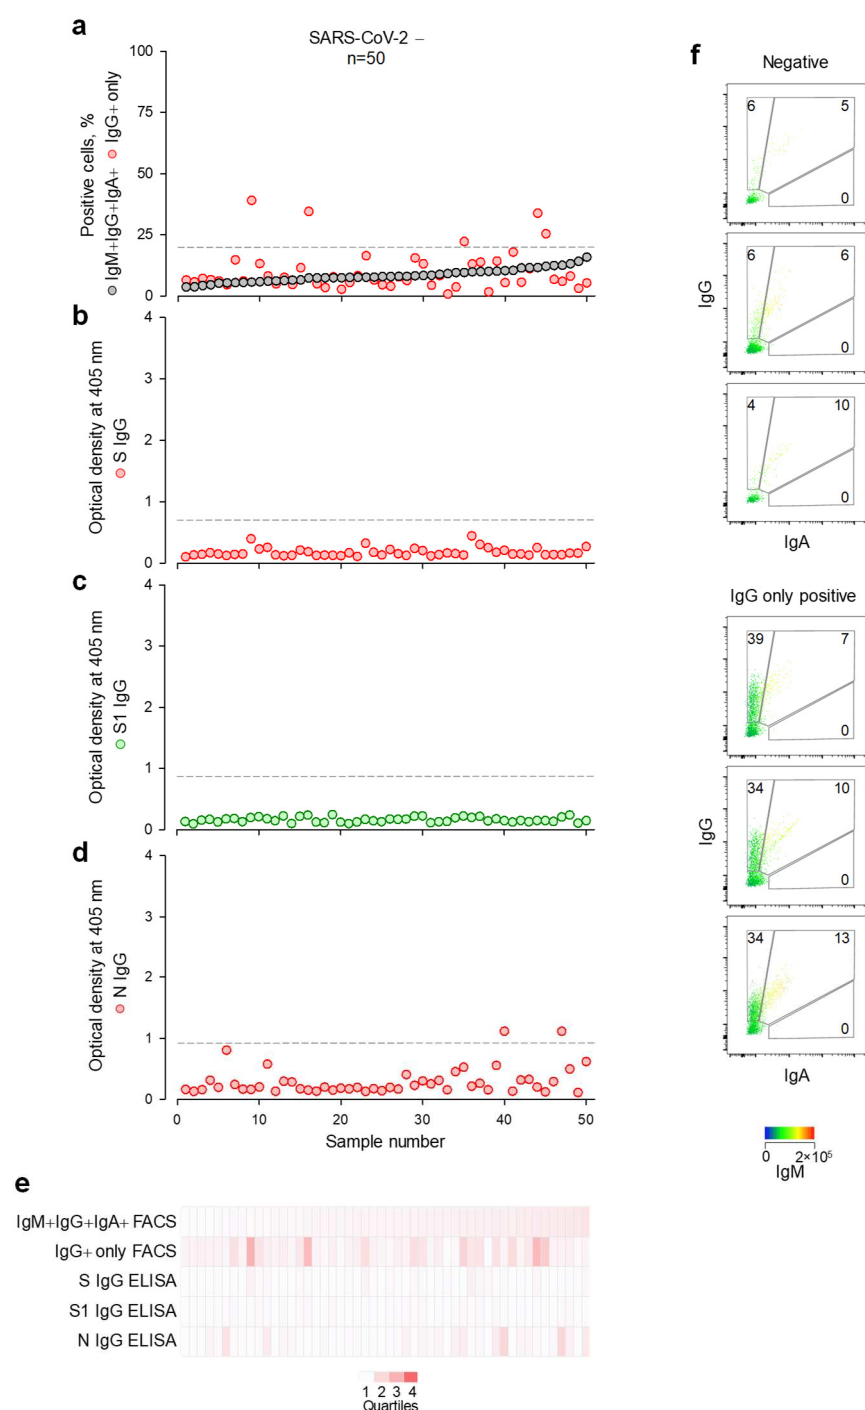 a
SARS-CoV-2 −
n=50
Positive cells, %
IgM+IgG+IgA+ IgG+ only
100
75
50
25
0
b
Optical density at 405 nm
S IgG
4
3
2
1
0
c
Optical density at 405 nm
S1 IgG
4
3
2
1
0
d
Optical density at 405 nm
N IgG
4
3
2
1
0
0 10 20 30 40 50
Sample number
e
IgM+IgG+IgA+ FACS
IgG+ only FACS
S IgG ELISA
S1 IgG ELISA
N IgG ELISA
1 2 3 4
Quartiles
f
Negative
6 5
0
6 6
0
4 10
0
IgG
IgA
IgG only positive
39 7
0
34 10
0
34 13
0
IgG
IgA
0 2×10⁵
IgM